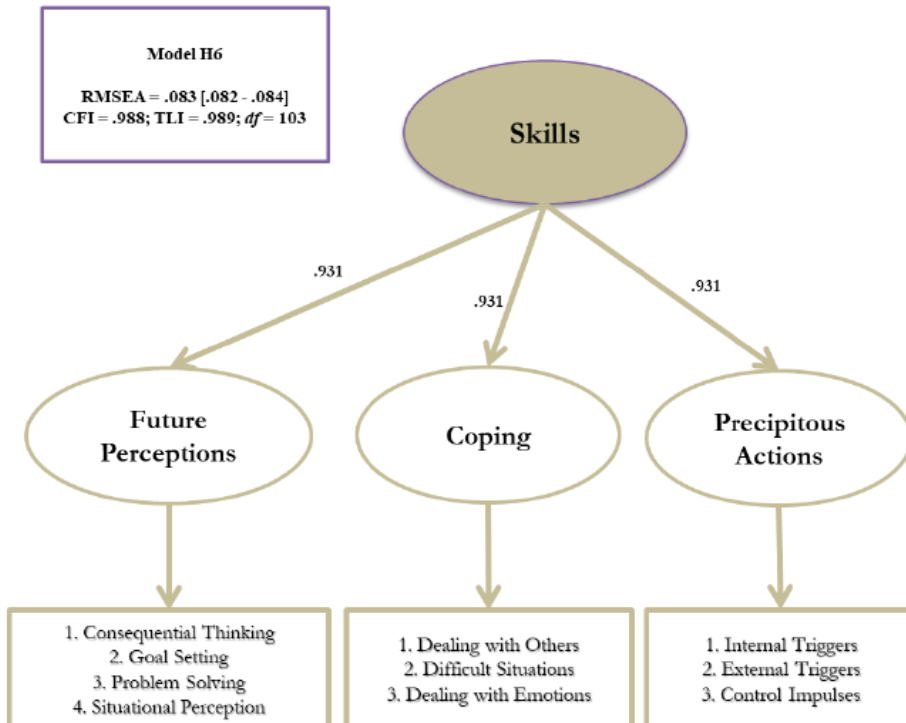 Model H6
RMSEA = .083 [.082 - .084]
CFI = .988; TLI = .989; df = 103
Skills
.931
.931
.931
Future
Perceptions
Coping
Precipitous
Actions
1. Consequential Thinking
2. Goal Setting
3. Problem Solving
4. Situational Perception
1. Dealing with Others
2. Difficult Situations
3. Dealing with Emotions
1. Internal Triggers
2. External Triggers
3. Control Impulses